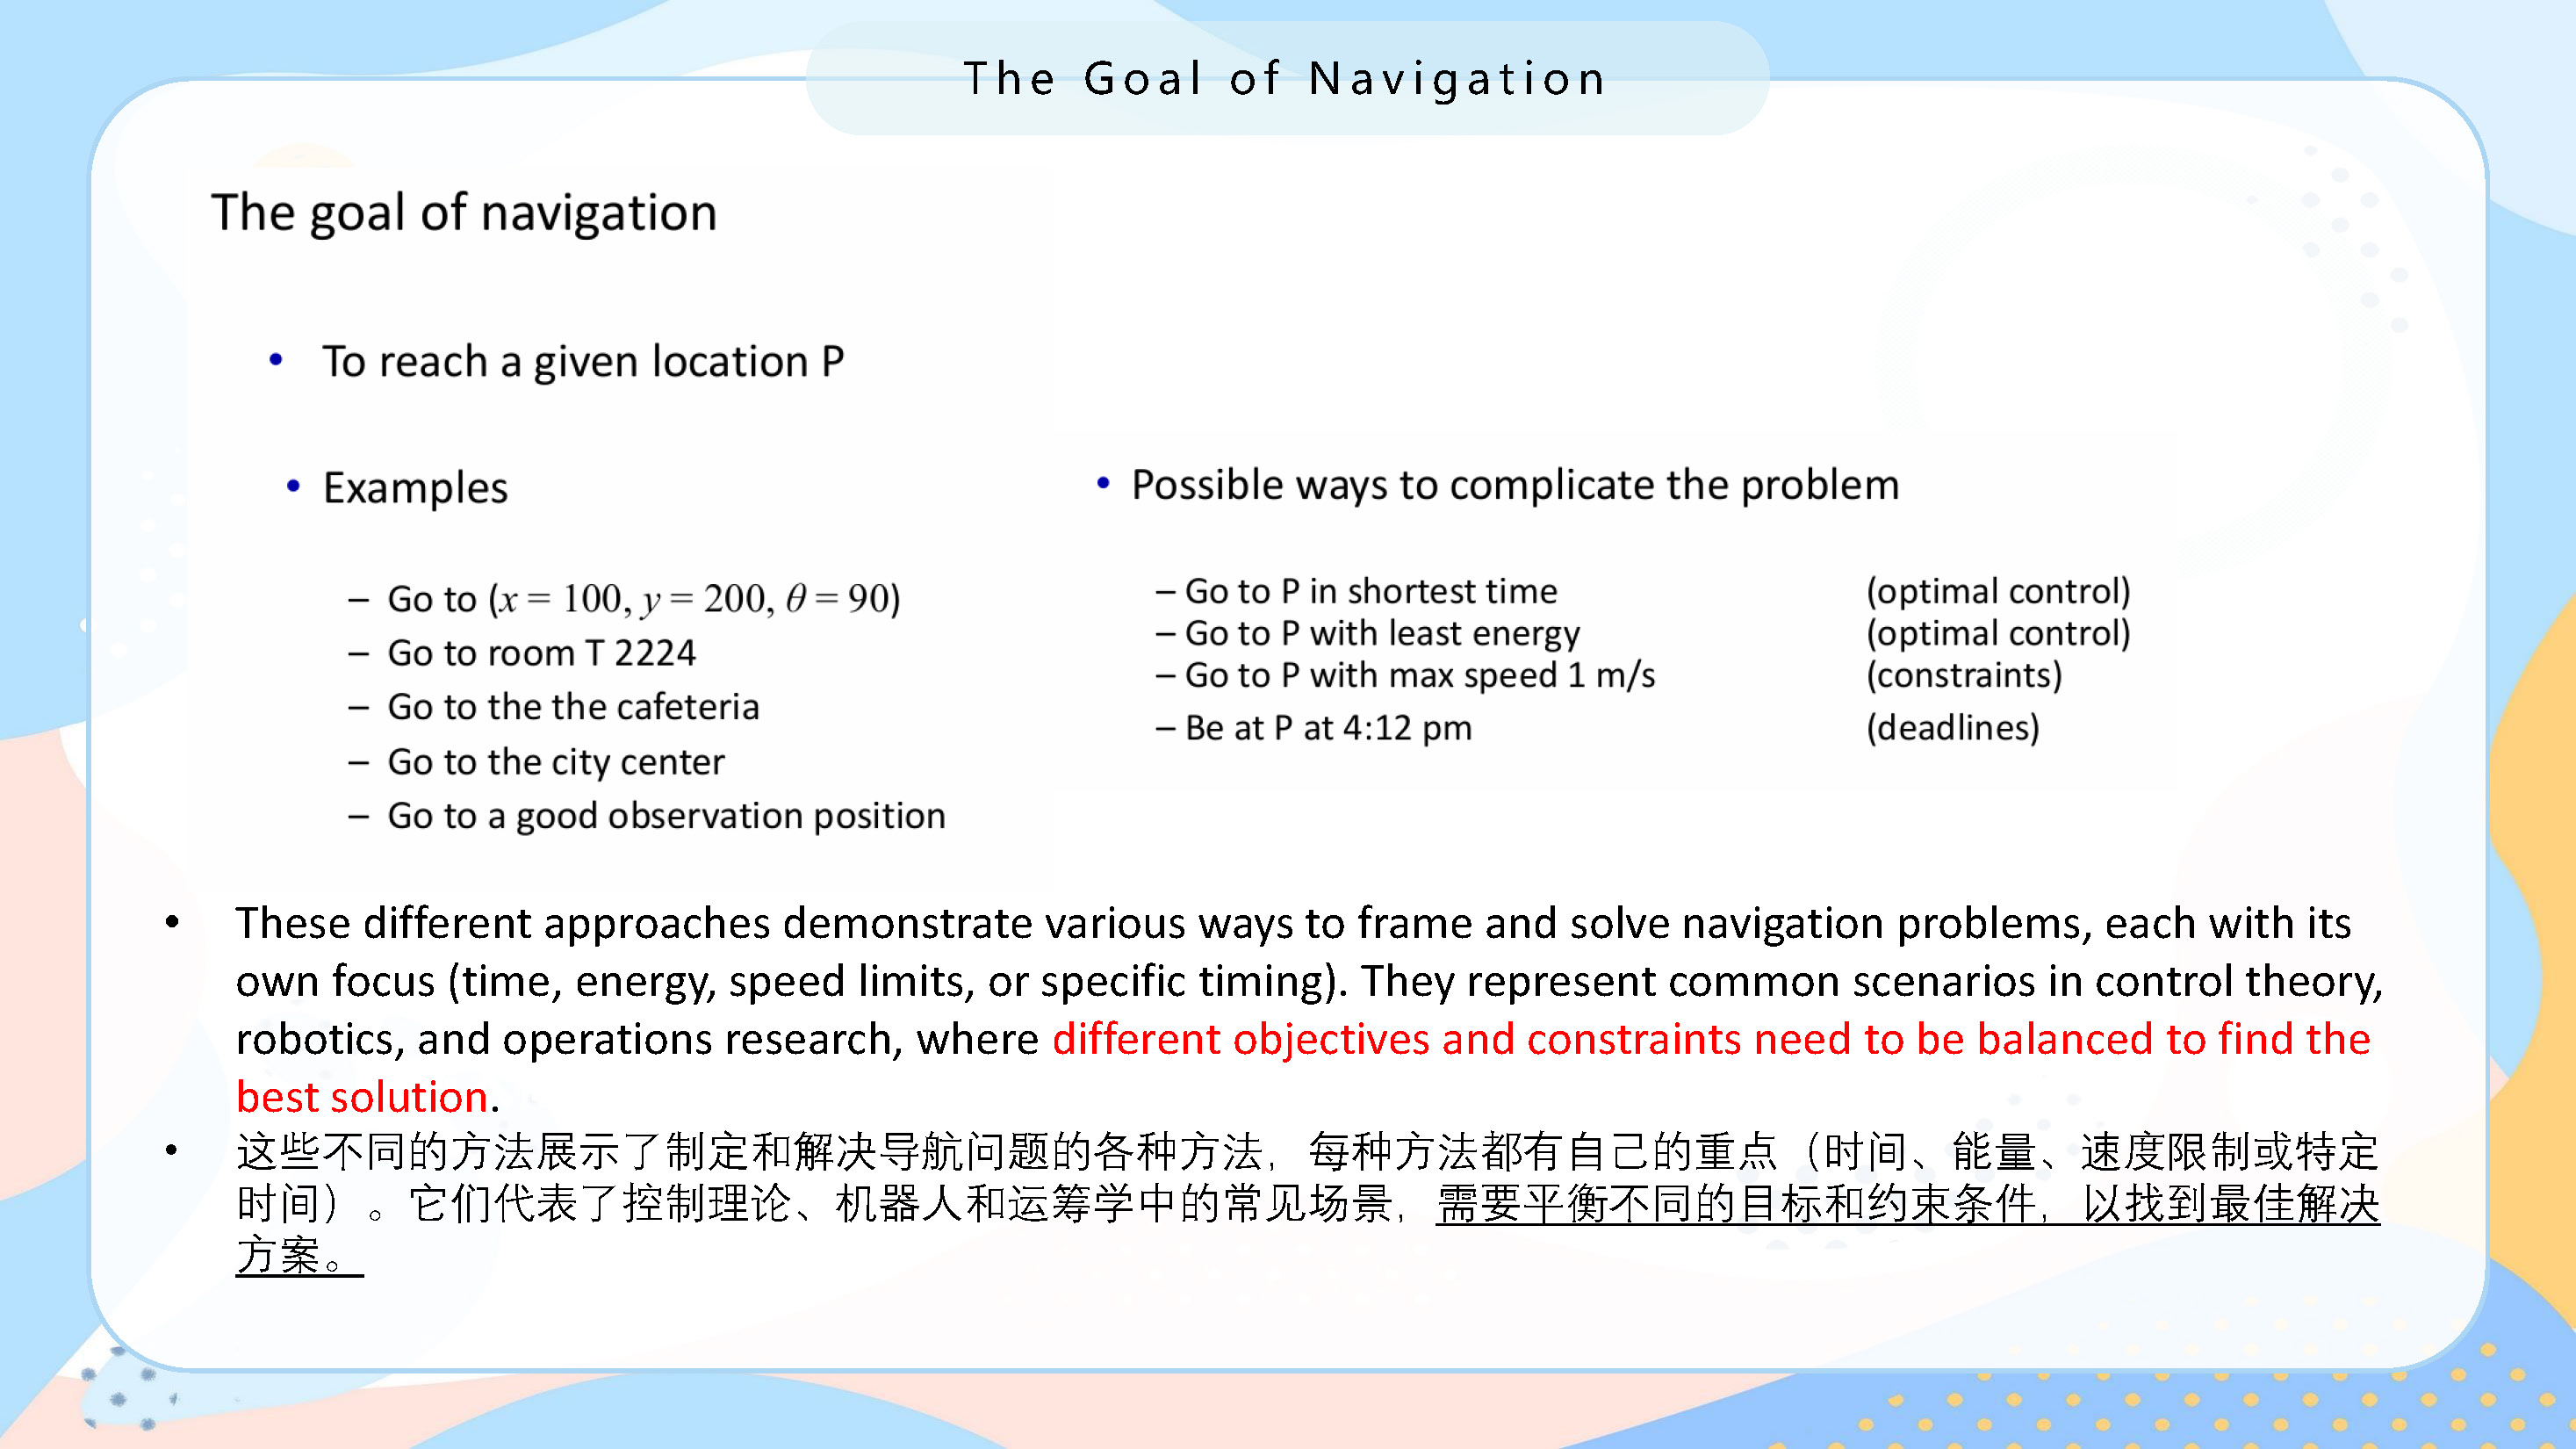 The Goal of Navigation
The goal of navigation
• To reach a given location P
• Examples
– Go to (x = 100, y = 200, θ = 90)
– Go to room T 2224
– Go to the the cafeteria
– Go to the city center
– Go to a good observation position
• Possible ways to complicate the problem
– Go to P in shortest time (optimal control)
– Go to P with least energy (optimal control)
– Go to P with max speed 1 m/s (constraints)
– Be at P at 4:12 pm (deadlines)
• These different approaches demonstrate various ways to frame and solve navigation problems, each with its
own focus (time, energy, speed limits, or specific timing). They represent common scenarios in control theory,
robotics, and operations research, where different objectives and constraints need to be balanced to find the
best solution.
• 这些不同的方法展示了制定和解决导航问题的各种方法，每种方法都有自己的重点（时间、能量、速度限制或特定
时间）。它们代表了控制理论、机器人和运筹学中的常见场景，需要平衡不同的目标和约束条件，以找到最佳解决
方案。